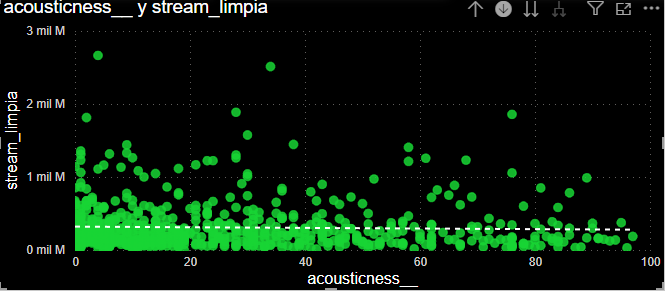 acousticness__ y stream_limpia
3 mil M
2 mil M
1 mil M
0 mil M
stream_limpia
0
20
40
60
80
100
acousticness__